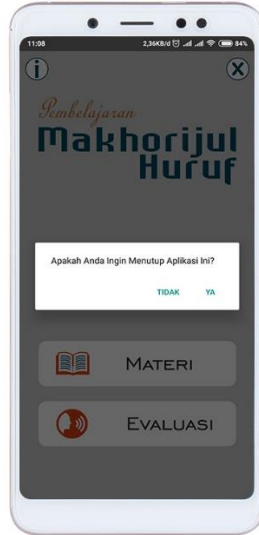 11:08 2,36KB/d 84%
Pembelajaran
Makhorijul
Huruf
Apakah Anda Ingin Menutup Aplikasi Ini?
TIDAK YA
MATERI
EVALUASI